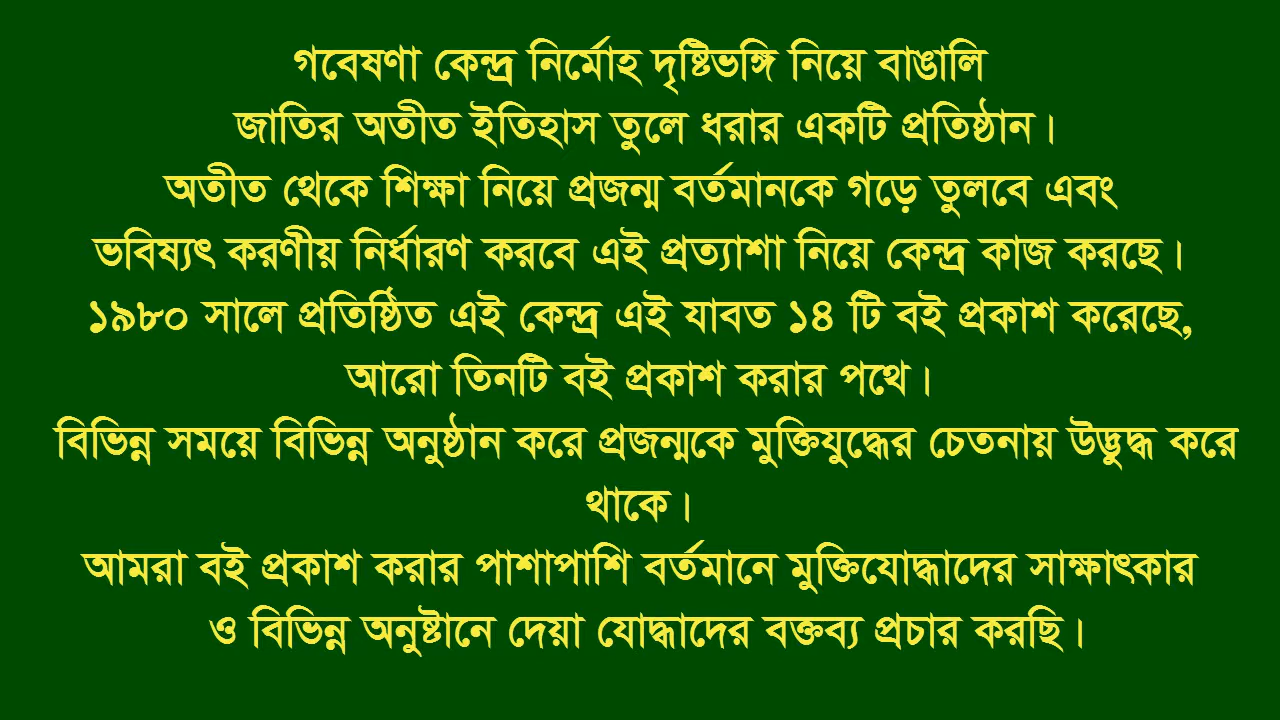 গবেষণা কেন্দ্র নির্মোহ দৃষ্টিভঙ্গি নিয়ে বাঙালি
জাতির অতীত ইতিহাস তুলে ধরার একটি প্রতিষ্ঠান।
অতীত থেকে শিক্ষা নিয়ে প্রজন্ম বর্তমানকে গড়ে তুলবে এবং
ভবিষ্যৎ করণীয় নির্ধারণ করবে এই প্রত্যাশা নিয়ে কেন্দ্র কাজ করছে।
১৯৮০ সালে প্রতিষ্ঠিত এই কেন্দ্র এই যাবত ১৪ টি বই প্রকাশ করেছে,
আরো তিনটি বই প্রকাশ করার পথে।
বিভিন্ন সময়ে বিভিন্ন অনুষ্ঠান করে প্রজন্মকে মুক্তিযুদ্ধের চেতনায় উদ্ভুদ্ধ করে
থাকে।
আমরা বই প্রকাশ করার পাশাপাশি বর্তমানে মুক্তিযোদ্ধাদের সাক্ষাৎকার
ও বিভিন্ন অনুষ্টানে দেয়া যোদ্ধাদের বক্তব্য প্রচার করছি।